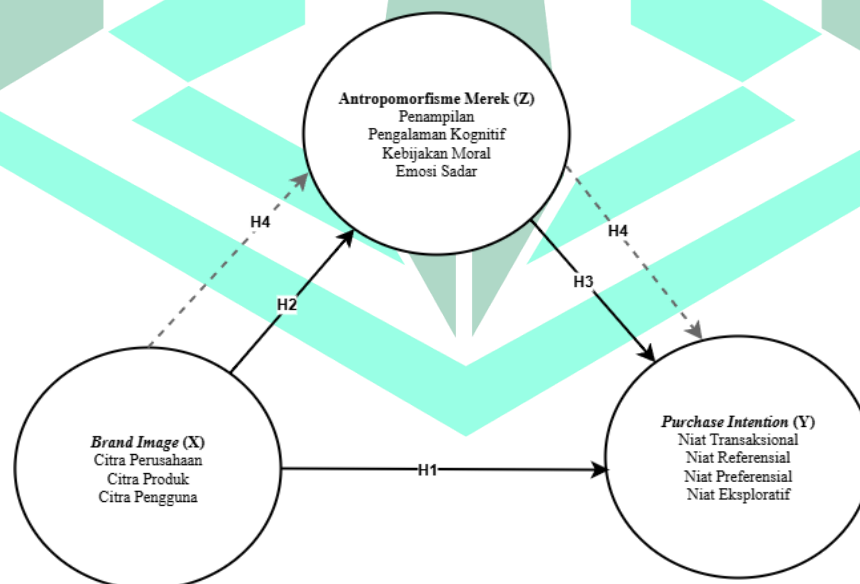 Antropomorfisme Merek (Z)
Penampilan
Pengalaman Kognitif
Kebijakan Moral
Emosi Sadar
H4
H4
H2
H3
Brand Image (X)
Citra Perusahaan
Citra Produk
Citra Pengguna
H1
Purchase Intention (Y)
Niat Transaksional
Niat Referensial
Niat Preferensial
Niat Eksploratif